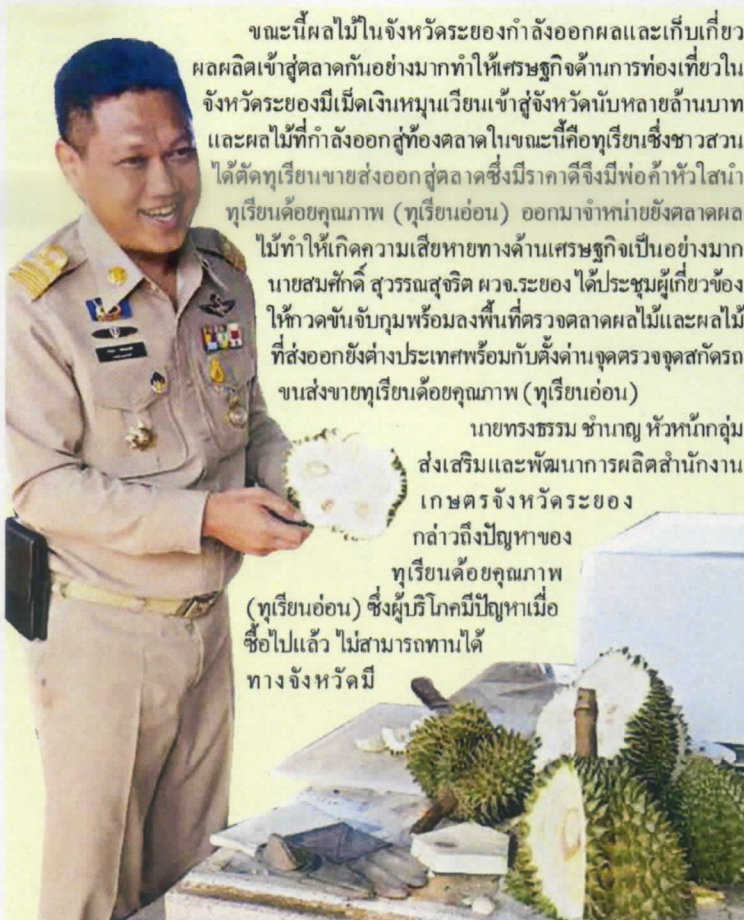 ขณะนี้ผลไม้ในจังหวัดระยองกำลังออกผลและเก็บเกี่ยว
ผลผลิตเข้าสู่ตลาดกันอย่างมากทำให้เศรษฐกิจด้านการท่องเที่ยวใน
จังหวัดระยองมีเม็ดเงินหมุนเวียนเข้าสู่จังหวัดนับหลายล้านบาท
และผลไม้ที่กำลังออกสู่ท้องตลาดในขณะนี้คือทุเรียนซึ่งชาวสวน
ได้ตัดทุเรียนขายส่งออกสู่ตลาดซึ่งมีราคาดีจึงมีพ่อค้าหัวใสนำ
ทุเรียนด้อยคุณภาพ (ทุเรียนอ่อน) ออกมาจำหน่ายยังตลาดผล
ไม้ทำให้เกิดความเสียหายทางด้านเศรษฐกิจเป็นอย่างมาก
นายสมศักดิ์ สุวรรณสุจริต ผวจ.ระยอง ได้ประชุมผู้เกี่ยวข้อง
ให้กวดขันจับกุมพร้อมลงพื้นที่ตรวจตลาดผลไม้และผลไม้
ที่ส่งออกยังต่างประเทศพร้อมกับตั้งด่านจุดตรวจจุดสกัดรถ
ขนส่งขายทุเรียนด้อยคุณภาพ (ทุเรียนอ่อน)
นายทรงธรรม ชำนาญ หัวหน้ากลุ่ม
ส่งเสริมและพัฒนาการผลิตสำนักงาน
เกษตรจังหวัดระยอง
กล่าวถึงปัญหาของ
ทุเรียนด้อยคุณภาพ
(ทุเรียนอ่อน) ซึ่งผู้บริโภคมีปัญหาเมื่อ
ซื้อไปแล้ว ไม่สามารถทานได้
ทางจังหวัดมี